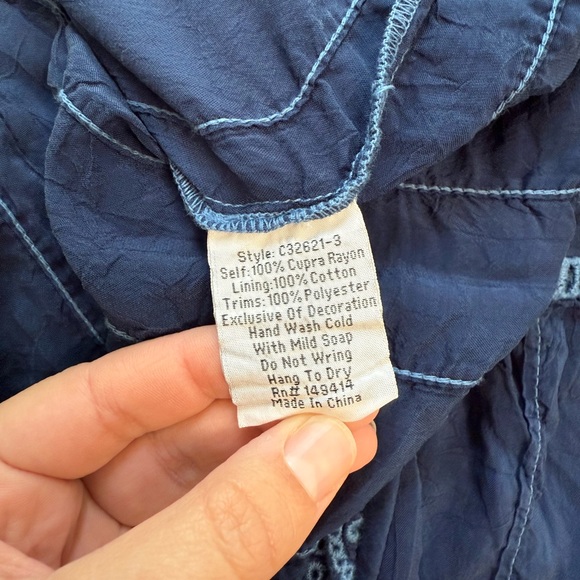 Style: C32621-3
Self:100% Cupra Rayon
Lining:100% Cotton
Trims:100% Polyester
Exclusive Of Decoration
Hand Wash Cold
With Mild Soap
Do Not Wring
Hang To Dry
Rn# 149414
Made In China